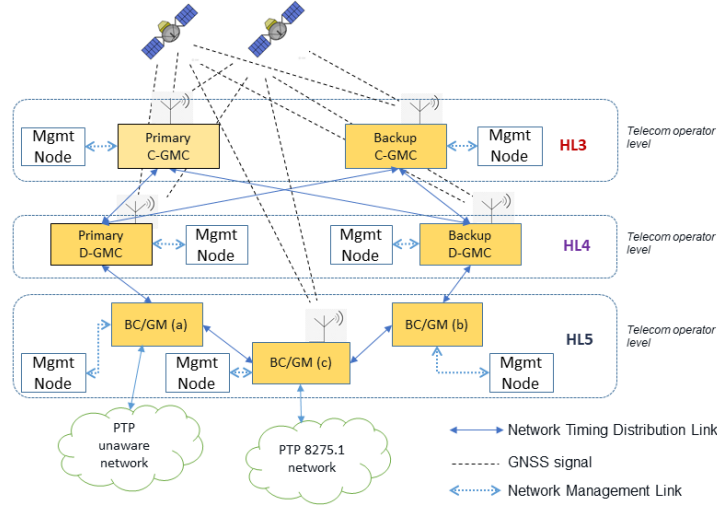 Mgmt
Node
Primary
C-GMC
Backup
C-GMC
Mgmt
Node
HL3
Telecom operator
level
Primary
D-GMC
Mgmt
Node
Mgmt
Node
Backup
D-GMC
HL4
Telecom operator
level
BC/GM (a)
BC/GM (b)
HL5
Telecom operator
level
Mgmt
Node
Mgmt
Node
BC/GM (c)
Mgmt
Node
PTP
unaware
network
PTP 8275.1
network
Network Timing Distribution Link
GNSS signal
Network Management Link